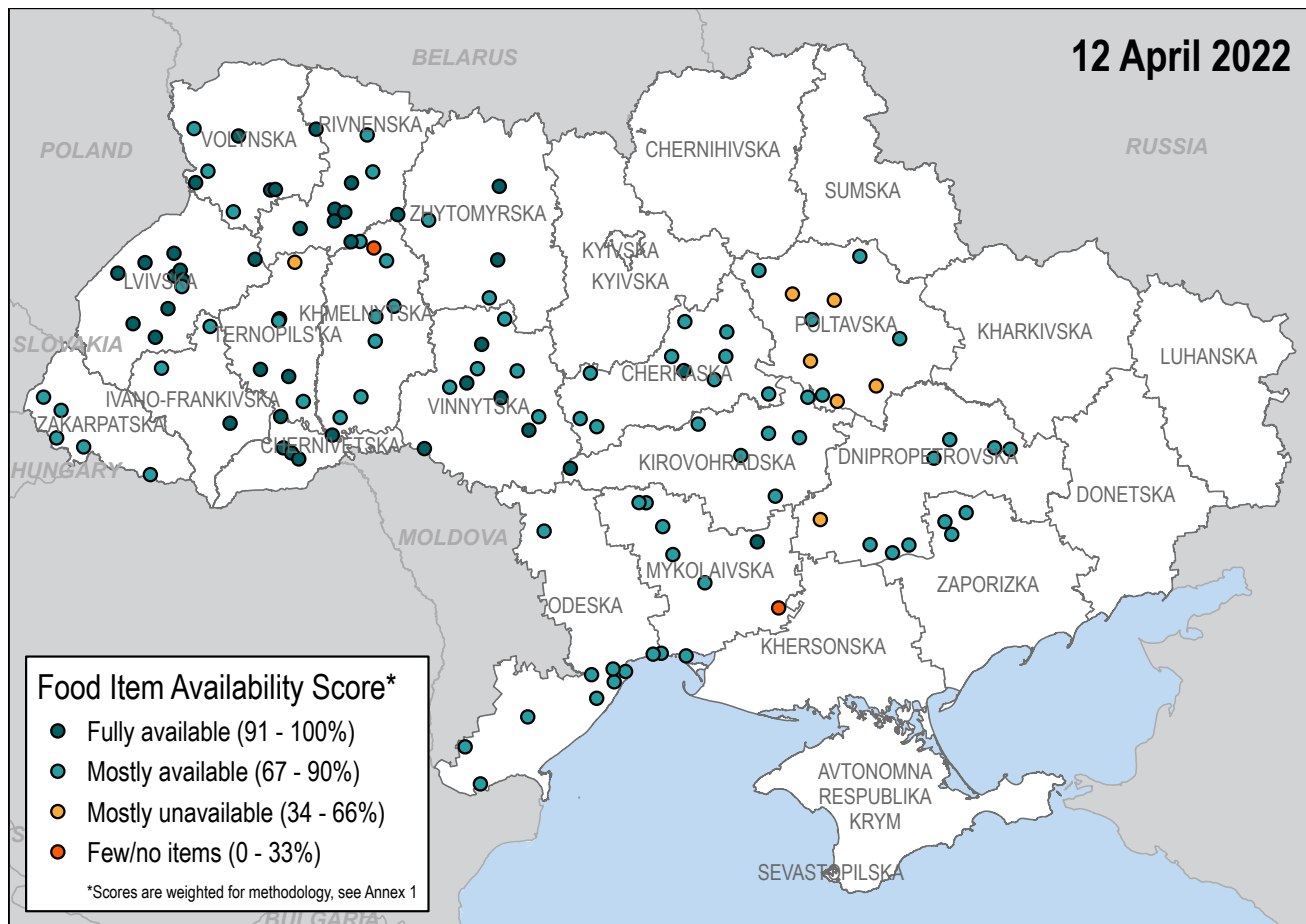 12 April 2022
BELARUS
RIVNENSKA
VOLYNSKA
CHERNIHIVSKA
RUSSIA
POLAND
SUMSKA
ZHYTOMYRSKA
KYIVSKA
KYIVSKA
LVIVSKA
KHMELNYTSKA
TERNOPILSKA
POLTAVSKA
KHARKIVSKA
SLOVAKIA
LUHANSKA
CHERKASKA
IVANO-FRANKIVSKA
VINNYTSKA
ZAKARPATSKA
CHERNIVETSKA
HUNGARY
KIROVOHRADSKA
DNIPROPETROVSKA
DONETSKA
MOLDOVA
MYKOLAIVSKA
ZAPORIZKA
ODESKA
KHERSONSKA
Food Item Availability Score*
Fully available (91 - 100%)
Mostly available (67 - 90%)
Mostly unavailable (34 - 66%)
Few/no items (0 - 33%)
*Scores are weighted for methodology, see Annex 1
AVTONOMNA
RESPUBLIKA
KRYM
SEVASTOPILSKA
BULGARIA